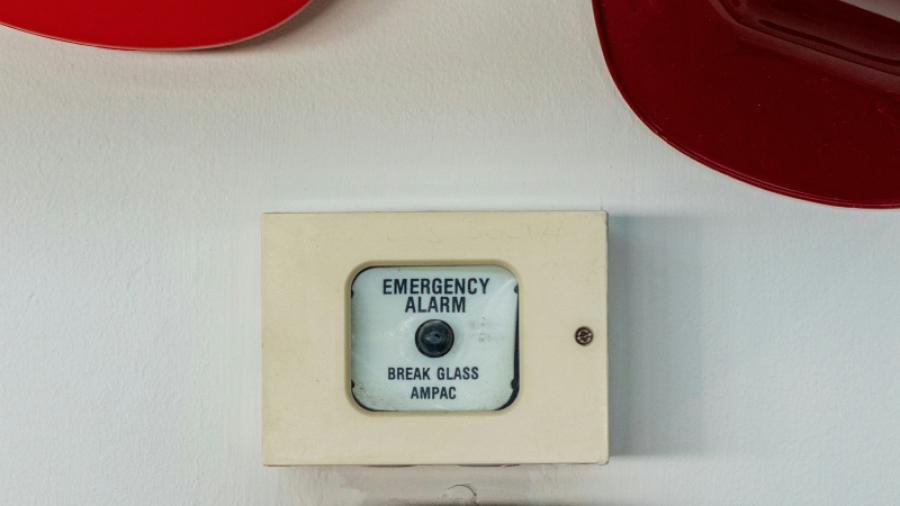 EMERGENCY
ALARM
BREAK GLASS
AMPAC